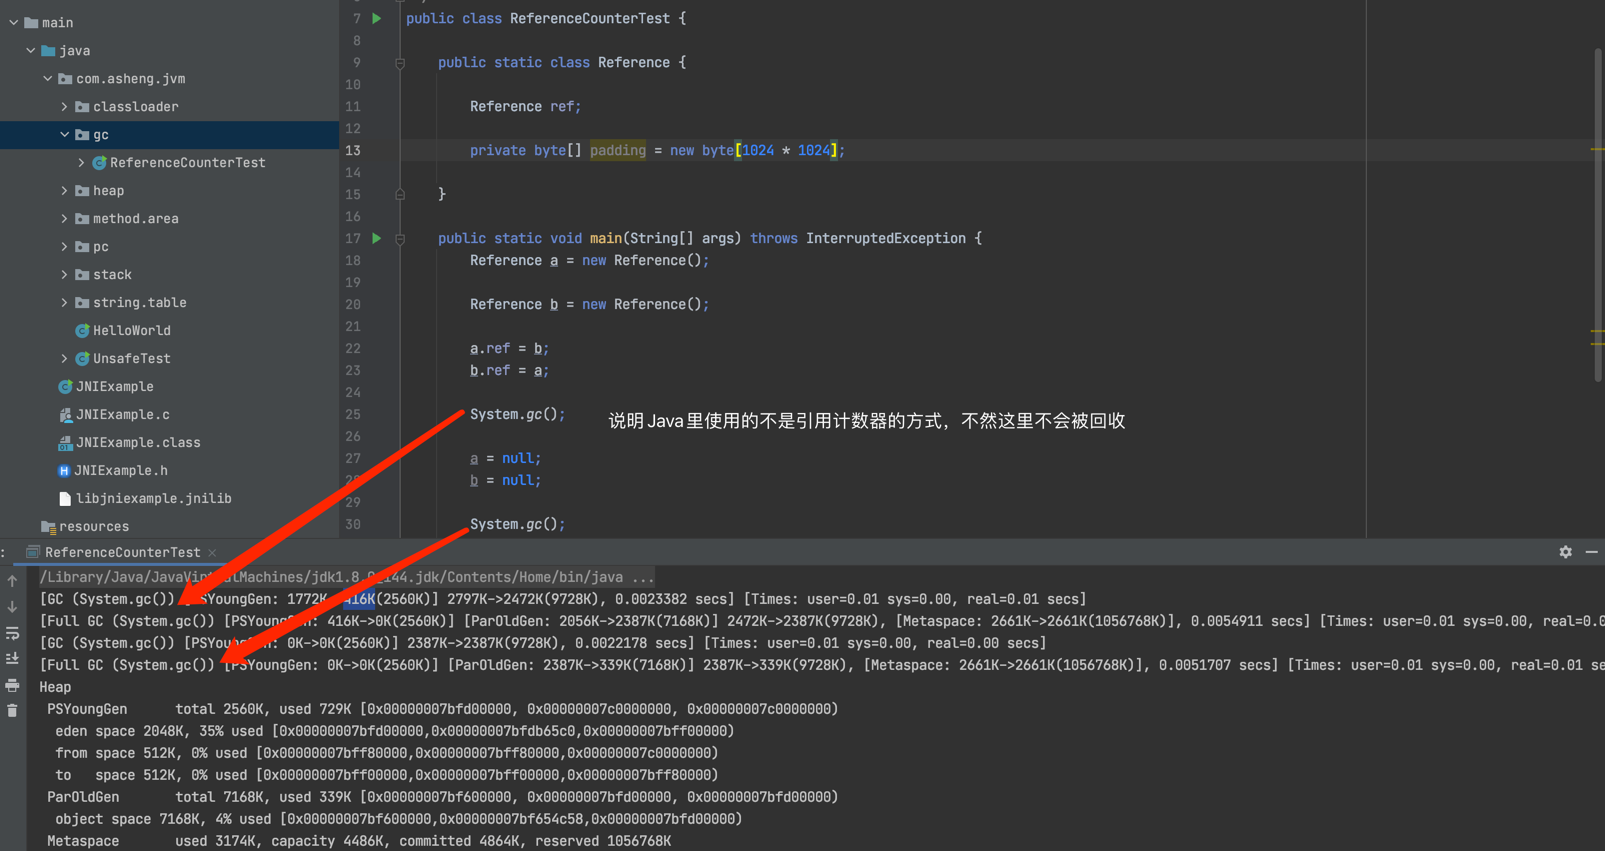 main
java
com.asheng.jvm
classloader
gc
ReferenceCounterTest
heap
method.area
pc
stack
string.table
HelloWorld
UnsafeTest
JNIExample
JNIExample.c
JNIExample.class
JNIExample.h
libjniexample.jnilib
resources
7 public class ReferenceCounterTest {
8
9 public static class Reference {
10
11 Reference ref;
12
13 private byte[] padding = new byte[1024 * 1024];
14
15 }
16
17 public static void main(String[] args) throws InterruptedException {
18 Reference a = new Reference();
19
20 Reference b = new Reference();
21
22 a.ref = b;
23 b.ref = a;
24
25 System.gc(); 说明Java里使用的不是引用计数器的方式，不然这里不会被回收
26
27 a = null;
28 b = null;
29
30 System.gc();
: ReferenceCounterTest ×
/Library/Java/JavaVirtualMachines/jdk1.8.0_144.jdk/Contents/Home/bin/java ...
[GC (System.gc()) [PSYoungGen: 1772K->416K(2560K)] 2797K->2472K(9728K), 0.0023382 secs] [Times: user=0.01 sys=0.00, real=0.01 secs]
[Full GC (System.gc()) [PSYoungGen: 416K->0K(2560K)] [ParOldGen: 2056K->2387K(7168K)] 2472K->2387K(9728K), [Metaspace: 2661K->2661K(1056768K)], 0.0054911 secs] [Times: user=0.01 sys=0.00, real=0.0
[GC (System.gc()) [PSYoungGen: 0K->0K(2560K)] 2387K->2387K(9728K), 0.0022178 secs] [Times: user=0.01 sys=0.00, real=0.00 secs]
[Full GC (System.gc()) [PSYoungGen: 0K->0K(2560K)] [ParOldGen: 2387K->339K(7168K)] 2387K->339K(9728K), [Metaspace: 2661K->2661K(1056768K)], 0.0051707 secs] [Times: user=0.01 sys=0.00, real=0.01 se
Heap
PSYoungGen total 2560K, used 729K [0x00000007bfd00000, 0x00000007c0000000, 0x00000007c0000000)
eden space 2048K, 35% used [0x00000007bfd00000,0x00000007bfdb65c0,0x00000007bff00000)
from space 512K, 0% used [0x00000007bff80000,0x00000007bff80000,0x00000007c0000000)
to space 512K, 0% used [0x00000007bff00000,0x00000007bff00000,0x00000007bff80000)
ParOldGen total 7168K, used 339K [0x00000007bf600000, 0x00000007bfd00000, 0x00000007bfd00000)
object space 7168K, 4% used [0x00000007bf600000,0x00000007bf654c58,0x00000007bfd00000)
Metaspace used 3174K, capacity 4486K, committed 4864K, reserved 1056768K